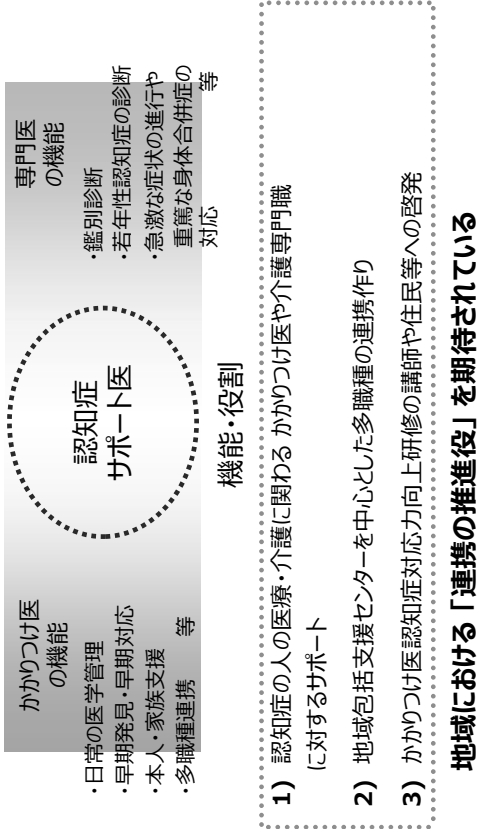 かかりつけ医
の機能
・日常の医学管理
・早期発見・早期対応
・本人・家族支援
・多職種連携　等
認知症
サポート医
専門医
の機能
・鑑別診断
・若年性認知症の診断
・急激な症状の進行や
重篤な身体合併症の
対応　等
機能・役割
1) 認知症の人の医療・介護に関わる かかりつけ医や介護専門職
に対するサポート
2) 地域包括支援センターを中心とした多職種の連携作り
3) かかりつけ医認知症対応力向上研修の講師や住民等への啓発
地域における「連携の推進役」を期待されている